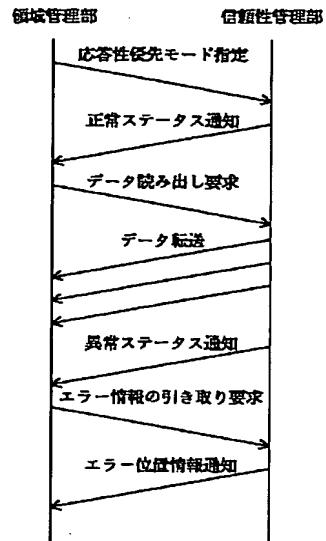 領域管理部 信頼性管理部
応答性優先モード指定
正常ステータス通知
データ読み出し要求
データ転送
異常ステータス通知
エラー情報の引き取り要求
エラー位置情報通知